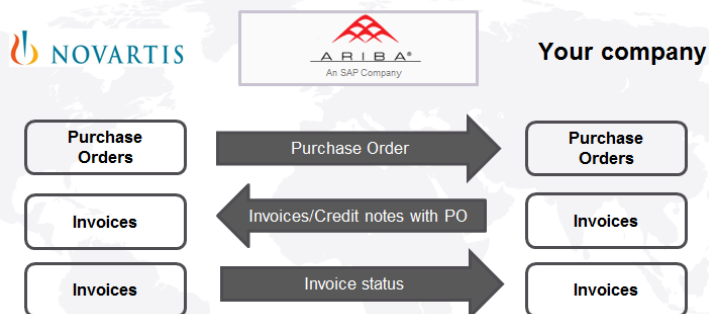 NOVARTIS
ARIBA®
An SAP Company
Your company
Purchase
Orders
Purchase Order
Purchase
Orders
Invoices
Invoices/Credit notes with PO
Invoices
Invoices
Invoice status
Invoices